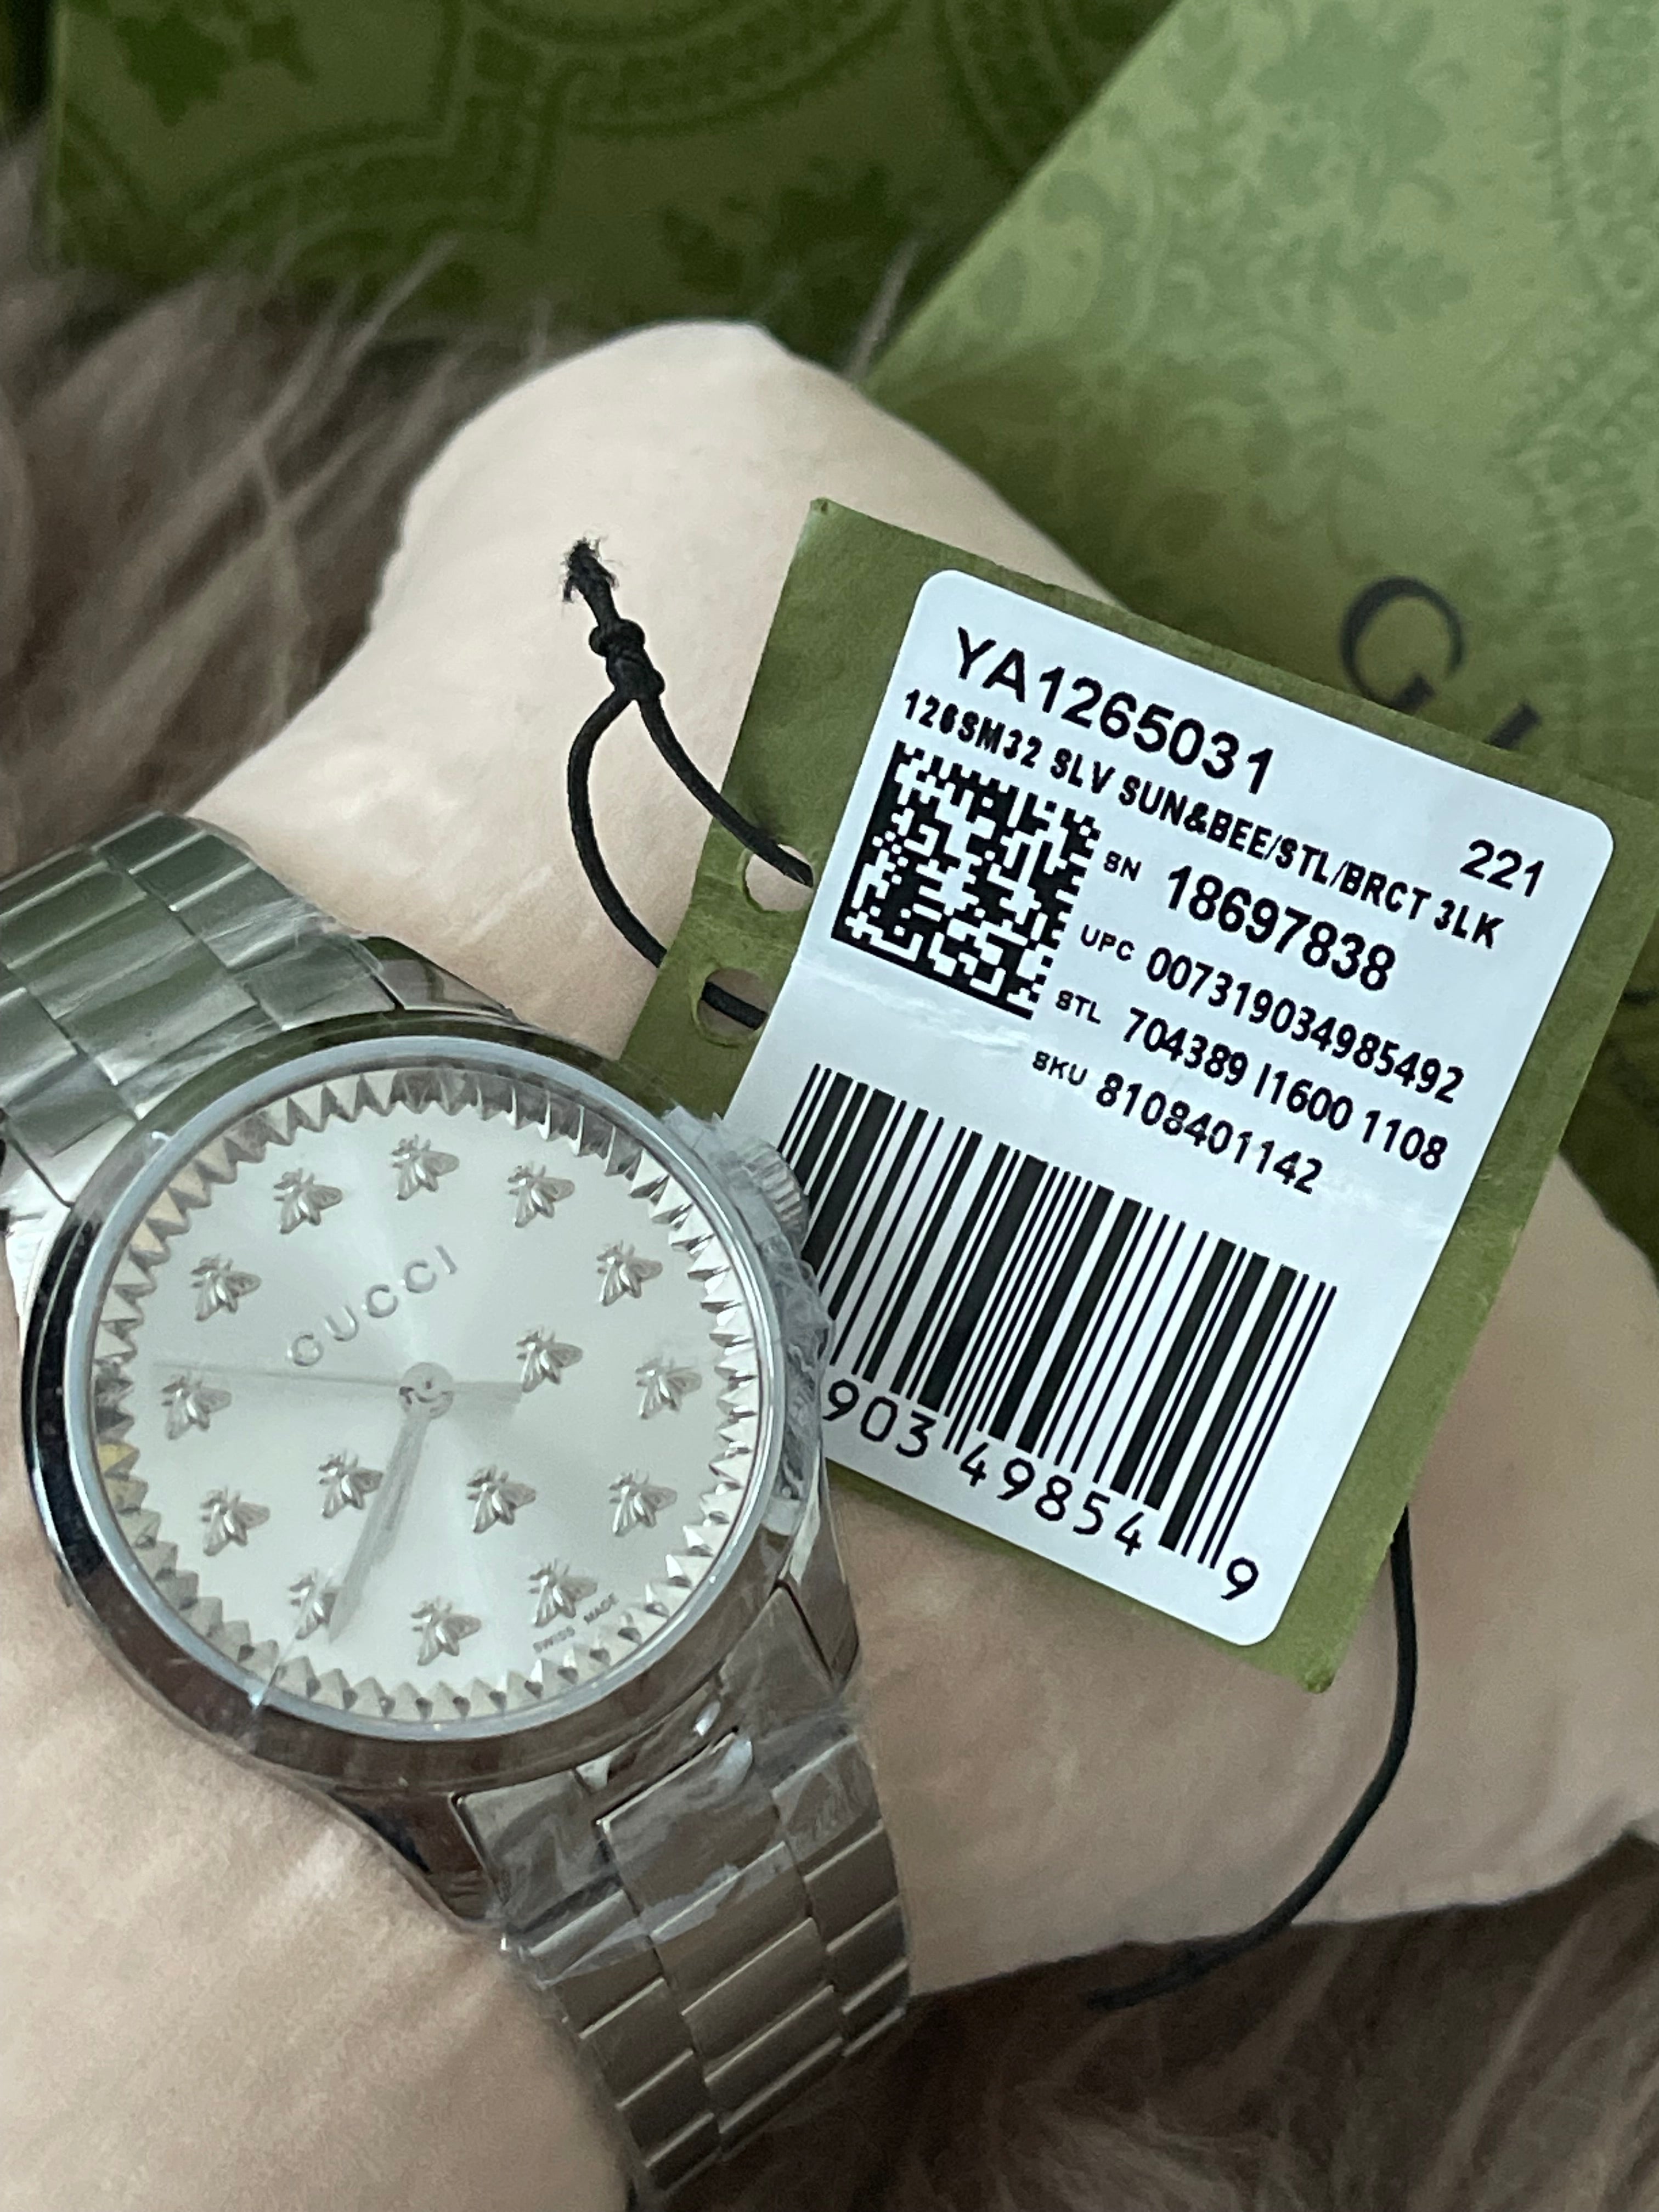 YA1265031
126SM32 SLV SUN&BEE/STL/BRCT 3LK
221
SN 18697838
UPC 007319034985492
STL 704389 I1600 1108
SKU 8108401142
903 49854 9
GUCCI
SWISS MADE